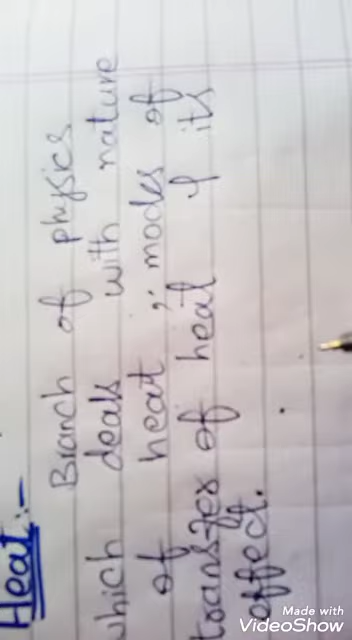 Heat:-
Branch of physics
which deals with nature
of heat, modes of
transfer of heat & its
effect.
Made with
VideoShow